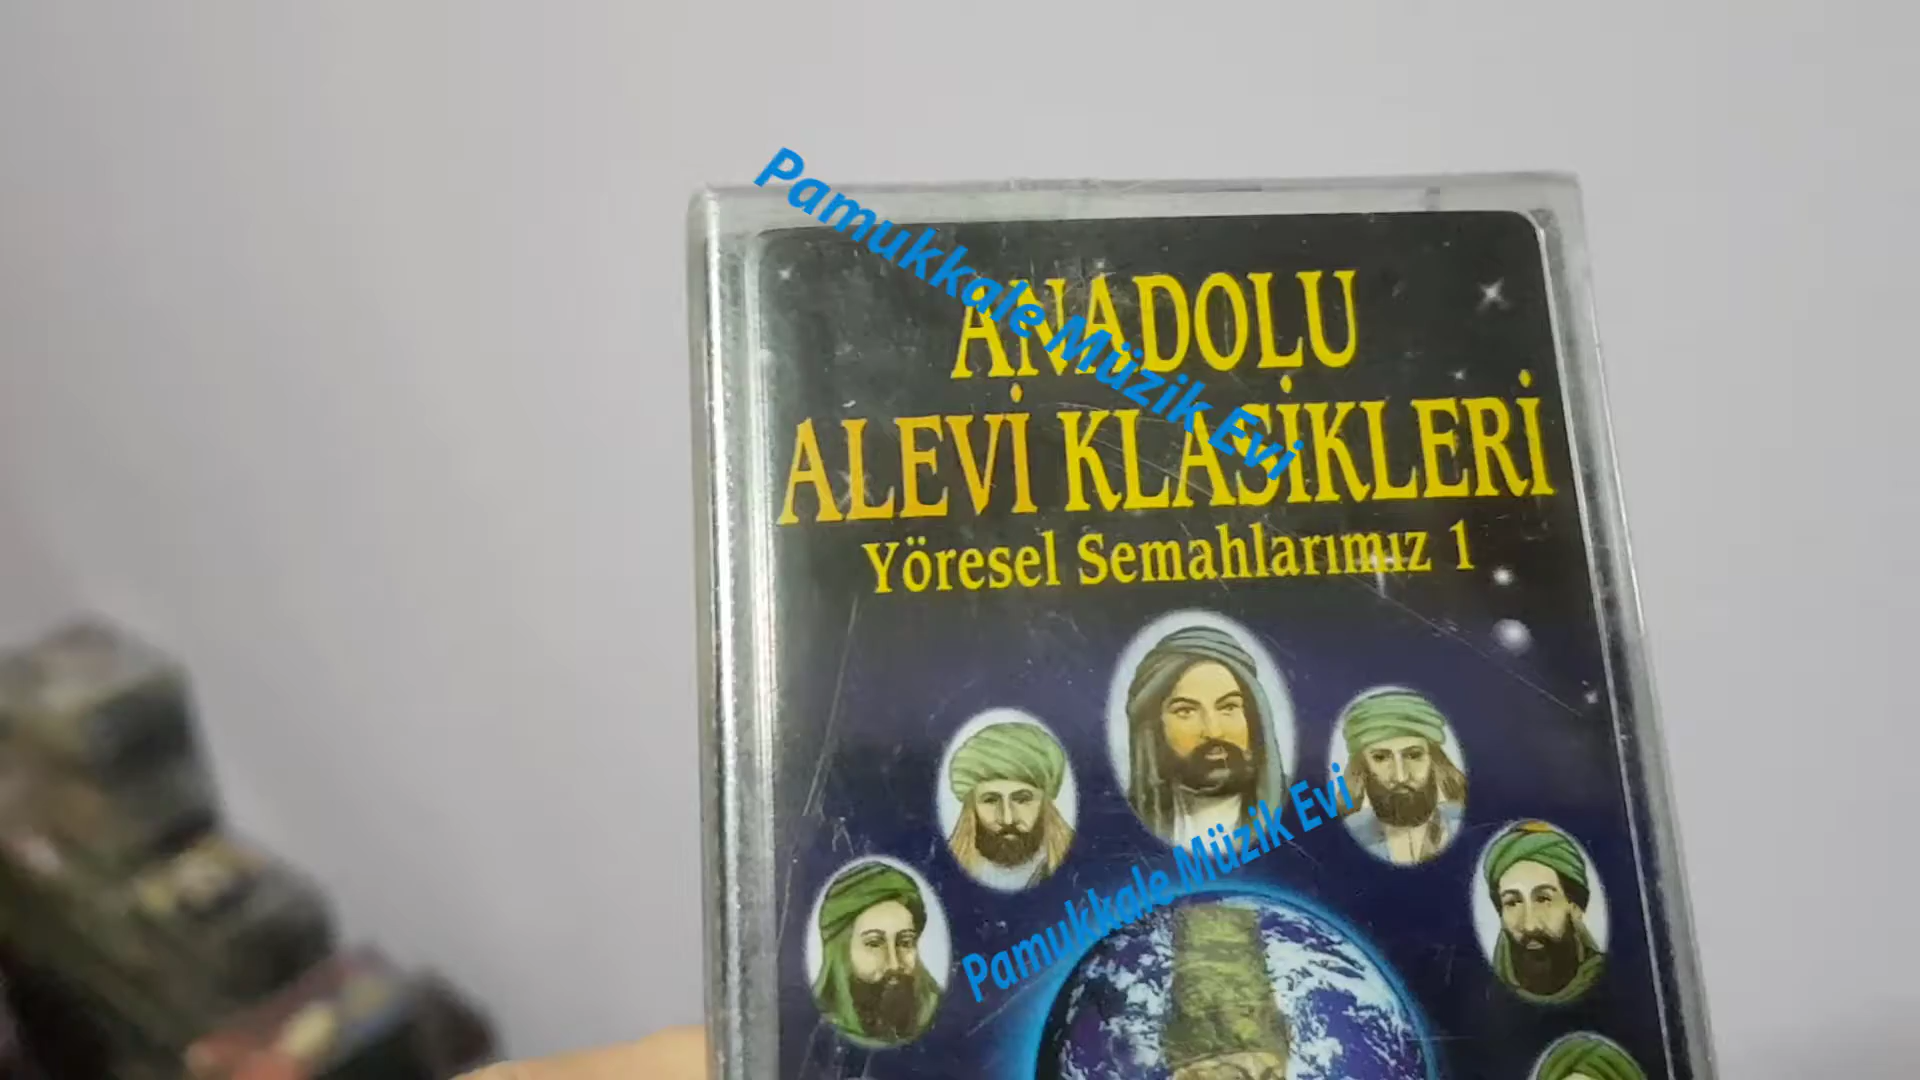 Pamukkale Müzik Evi
ANADOLU
ALEVİ KLASİKLERİ
Yöresel Semahlarımız 1
Pamukkale Müzik Evi